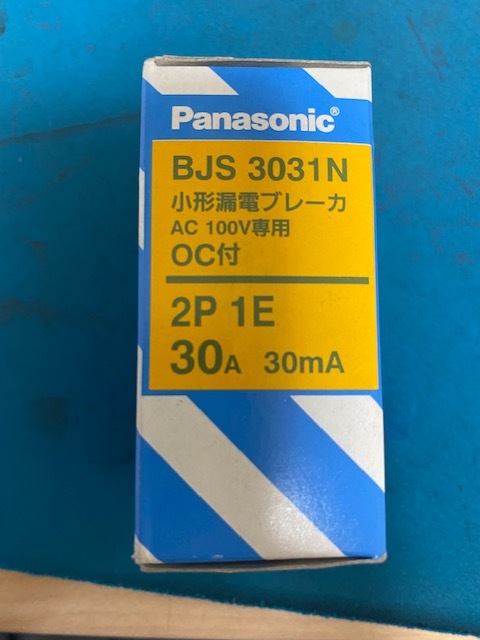 Panasonic®
BJS 3031N
小形漏電ブレーカ
AC 100V専用
OC付
2P 1E
30A 30mA